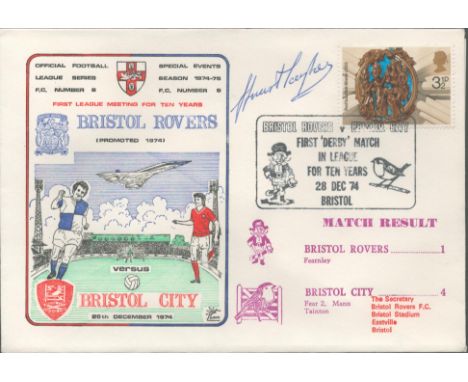 OFFICIAL FOOTBALL SPECIAL EVENTS
LEAGUE SERIES SEASON 1974-75
F.C. NUMBER 8 F.C. NUMBER 8
FIRST LEAGUE MEETING FOR TEN YEARS
BRISTOL ROVERS
(PROMOTED 1974)
versus
BRISTOL CITY
28th DECEMBER 1974
3½P
BRISTOL ROVERS v CITY
FIRST 'DERBY' MATCH
IN LEAGUE
FOR TEN YEARS
28 DEC 74
BRISTOL
MATCH RESULT
BRISTOL ROVERS 1
Fearnley
BRISTOL CITY 4
Fear 2, Mann
Tainton
The Secretary
Bristol Rovers F.C.
Bristol Stadium
Eastville
Bristol